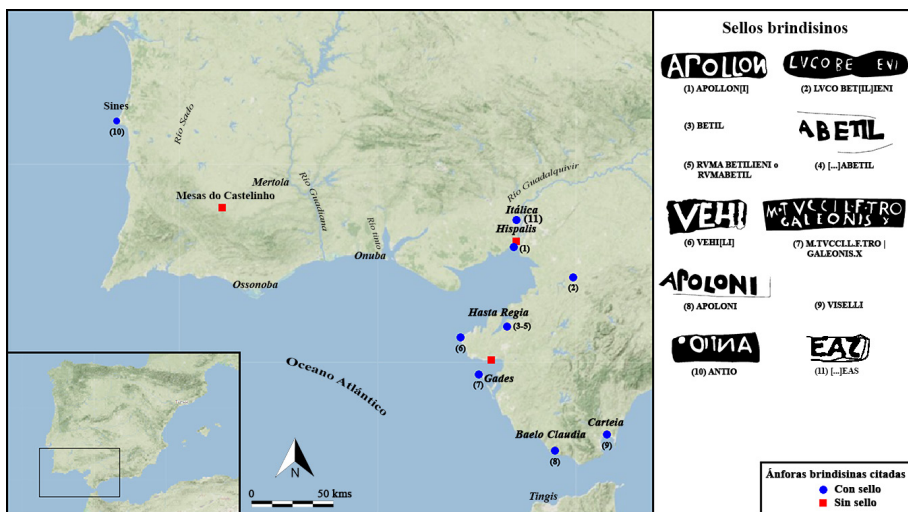 Sines
(10)
Río Sado
Mertola
Mesas do Castelinho
Río Guadiana
Río Guadalquivir
Itálica
(11)
Hispalis
(1)
Onuba
Ossonoba
(2)
Hasta Regia
(3-5)
(6)
Oceano Atlántico
(7)
Gades
Baelo Claudia
(8)
Carteia
(9)
Tingis
N
0 50 kms
Sellos brindisinos
APOLLON
LVCO BE EVI
(1) APOLLON[I]
(2) LVCO BET[IL]IENI
(3) BETIL
ABETIL
(5) RVMA BETILIENI o
RVMABETIL
(4) [...]ABETIL
VEHI
M·TVCCI L·F·TRO
GALEONIS X
(6) VEHI[LI]
(7) M.TVCCI.L.F.TRO |
GALEONIS.X
APOLONI
(8) APOLONI
(9) VISELLI
(10) ANTIO
(11) [...]EAS
Ánforas brindisinas citadas
Con sello
Sin sello